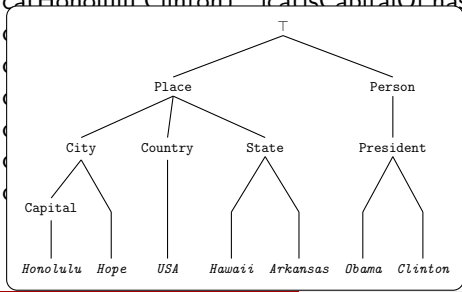 ⊤
Place Person
City Country State President
Capital
Honolulu Hope USA Hawaii Arkansas Obama Clinton